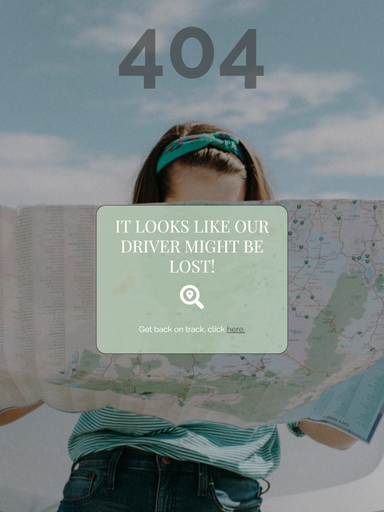 404
IT LOOKS LIKE OUR
DRIVER MIGHT BE
LOST!
Get back on track, click here.